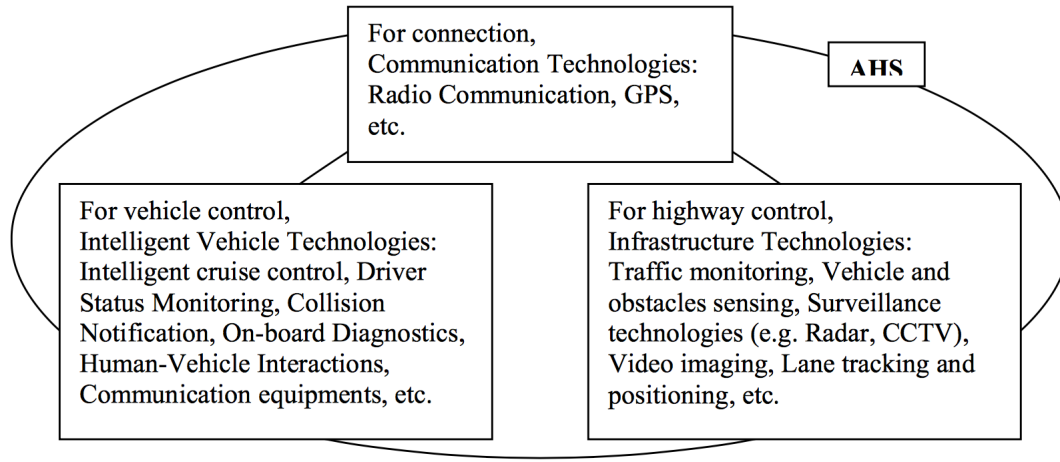 For connection,
Communication Technologies:
Radio Communication, GPS,
etc.
AHS
For vehicle control,
Intelligent Vehicle Technologies:
Intelligent cruise control, Driver
Status Monitoring, Collision
Notification, On-board Diagnostics,
Human-Vehicle Interactions,
Communication equipments, etc.
For highway control,
Infrastructure Technologies:
Traffic monitoring, Vehicle and
obstacles sensing, Surveillance
technologies (e.g. Radar, CCTV),
Video imaging, Lane tracking and
positioning, etc.